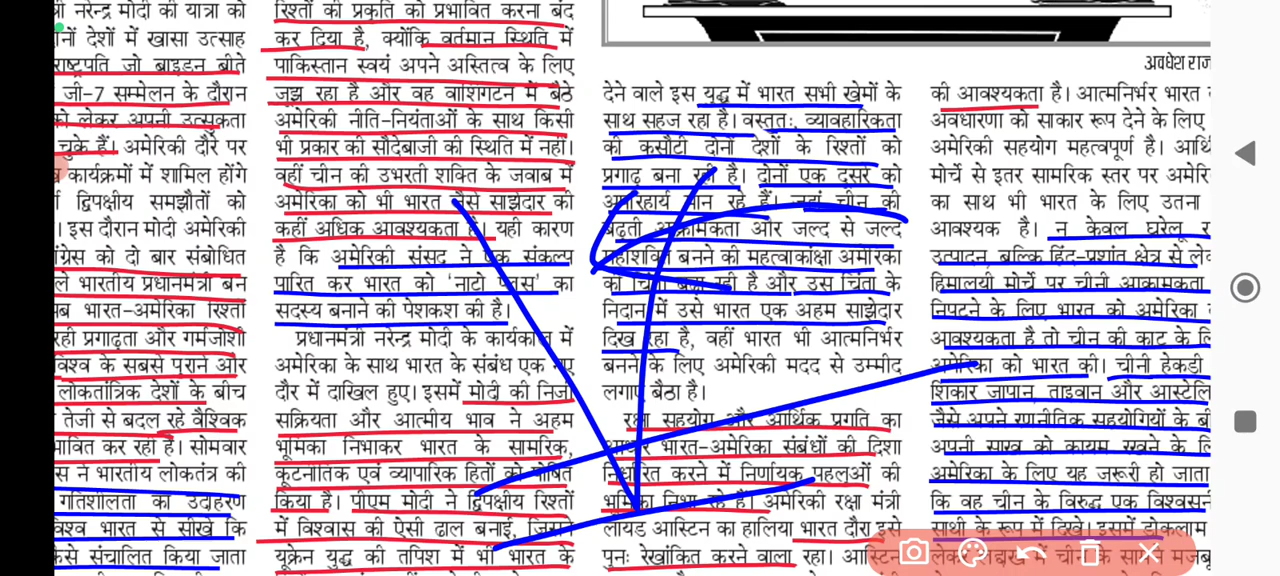 श्री नरेन्द्र मोदी की यात्रा को
दोनों देशों में खासा उत्साह
राष्ट्रपति जो बाइडन बीते
जी-7 सम्मेलन के दौरान
को लेकर अपनी उत्सुकता
चुके हैं। अमेरिकी दौरे पर
कार्यक्रमों में शामिल होंगे
द्विपक्षीय समझौतों को
। इस दौरान मोदी अमेरिकी
को दो बार संबोधित
भारतीय प्रधानमंत्री बन
भारत-अमेरिका रिश्तों
रही प्रगाढ़ता और गर्मजोशी
विश्व के सबसे पुराने और
लोकतांत्रिक देशों के बीच
तेजी से बदल रहे वैश्विक
कर रहा है। सोमवार
ने भारतीय लोकतंत्र की
गतिशीलता का उदाहरण
विश्व भारत से सीखे कि
कैसे संचालित किया जाता
रिश्तों की प्रकृति को प्रभावित करना बंद
कर दिया है, क्योंकि वर्तमान स्थिति में
पाकिस्तान स्वयं अपने अस्तित्व के लिए
जूझ रहा है और वह वाशिंगटन में बैठे
अमेरिकी नीति-नियंताओं के साथ किसी
भी प्रकार की सौदेबाजी की स्थिति में नहीं।
वहीं चीन की उभरती शक्ति के जवाब में
अमेरिका को भी भारत जैसे साझेदार की
कहीं अधिक आवश्यकता है। यही कारण
है कि अमेरिकी संसद ने एक संकल्प
पारित कर भारत को 'नाटो प्लस' का
सदस्य बनाने की पेशकश की है।
प्रधानमंत्री नरेन्द्र मोदी के कार्यकाल में
अमेरिका के साथ भारत के संबंध एक नए
दौर में दाखिल हुए। इसमें मोदी की निजी
सक्रियता और आत्मीय भाव ने अहम
भूमिका निभाकर भारत के सामरिक,
कूटनीतिक एवं व्यापारिक हितों को पोषित
किया है। पीएम मोदी ने द्विपक्षीय रिश्तों
में विश्वास की ऐसी ढाल बनाई, जिसने
यूक्रेन युद्ध की तपिश में भी भारत के
अवधेश राज
देने वाले इस युद्ध में भारत सभी खेमों के
साथ सहज रहा है। वस्तुतः, व्यावहारिकता
की कसौटी दोनों देशों के रिश्तों को
प्रगाढ़ बना रही है। दोनों एक दूसरे को
अपरिहार्य मान रहे हैं। जहां चीन की
बढ़ती आक्रामकता और जल्द से जल्द
महाशक्ति बनने की महत्वाकांक्षा अमेरिका
को चिंता बढ़ा रही है और उस चिंता के
निदान में उसे भारत एक अहम साझेदार
दिख रहा है, वहीं भारत भी आत्मनिर्भर
बनने के लिए अमेरिकी मदद से उम्मीद
लगाए बैठा है।
रक्षा सहयोग और आर्थिक प्रगति का
आधार भारत-अमेरिका संबंधों की दिशा
निर्धारित करने में निर्णायक पहलुओं की
भूमिका निभा रहे हैं। अमेरिकी रक्षा मंत्री
लॉयड आस्टिन का हालिया भारत दौरा इसे
पुनः रेखांकित करने वाला रहा। आस्टिन
की आवश्यकता है। आत्मनिर्भर भारत
अवधारणा को साकार रूप देने के लिए
अमेरिकी सहयोग महत्वपूर्ण है। आर्थि
मोर्चे से इतर सामरिक स्तर पर अमेरि
का साथ भी भारत के लिए उतना
आवश्यक है। न केवल घरेलू र
उत्पादन, बल्कि हिंद-प्रशांत क्षेत्र से ले
हिमालयी मोर्चे पर चीनी आक्रामकता
निपटने के लिए भारत को अमेरिका
आवश्यकता है तो चीन की काट के लि
अमेरिका को भारत की। चीनी हेकड़ी
शिकार जापान, ताइवान और आस्टेलि
जैसे अपने रणनीतिक सहयोगियों के बी
अपनी साख को कायम रखने के लि
अमेरिका के लिए यह जरूरी हो जाता
कि वह चीन के विरुद्ध एक विश्वसन
साथी के रूप में दिखे। इसमें डोकलाम
लेकर लद्दाख में चीन के सामने मजबू